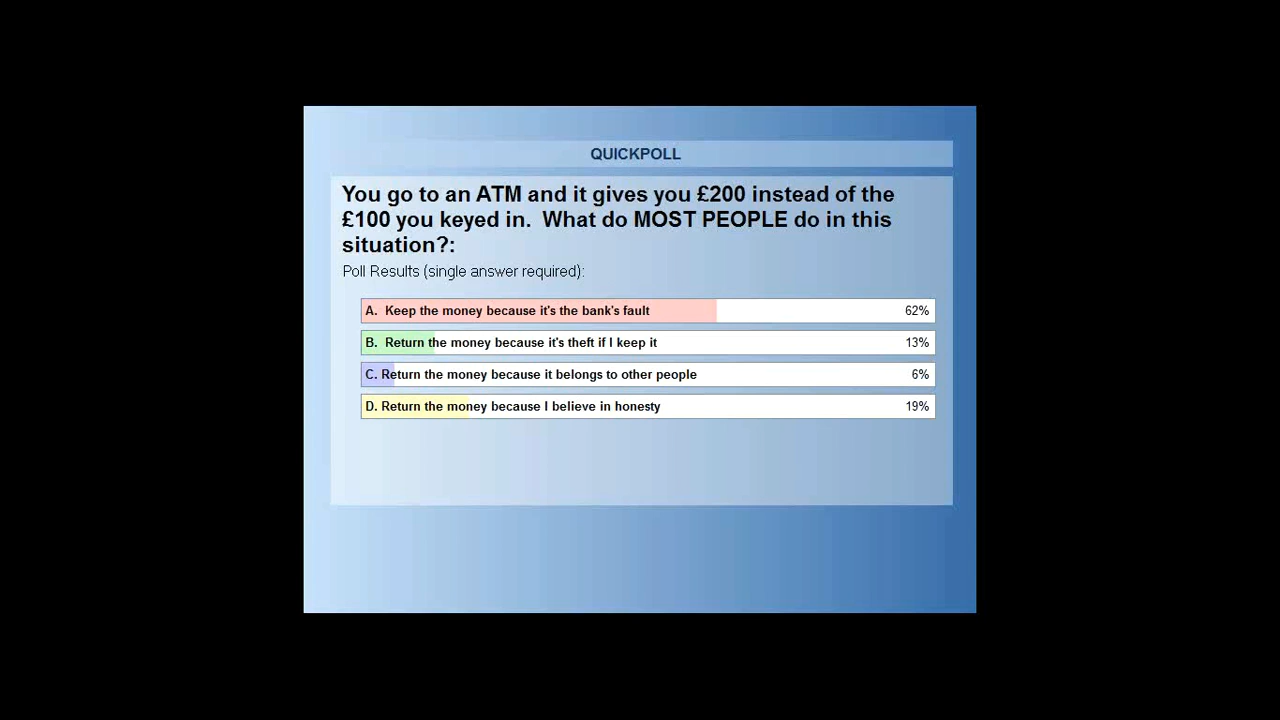 QUICKPOLL
You go to an ATM and it gives you £200 instead of the
£100 you keyed in.  What do MOST PEOPLE do in this
situation?:
Poll Results (single answer required):
A.  Keep the money because it's the bank's fault 62%
B.  Return the money because it's theft if I keep it 13%
C. Return the money because it belongs to other people 6%
D. Return the money because I believe in honesty 19%